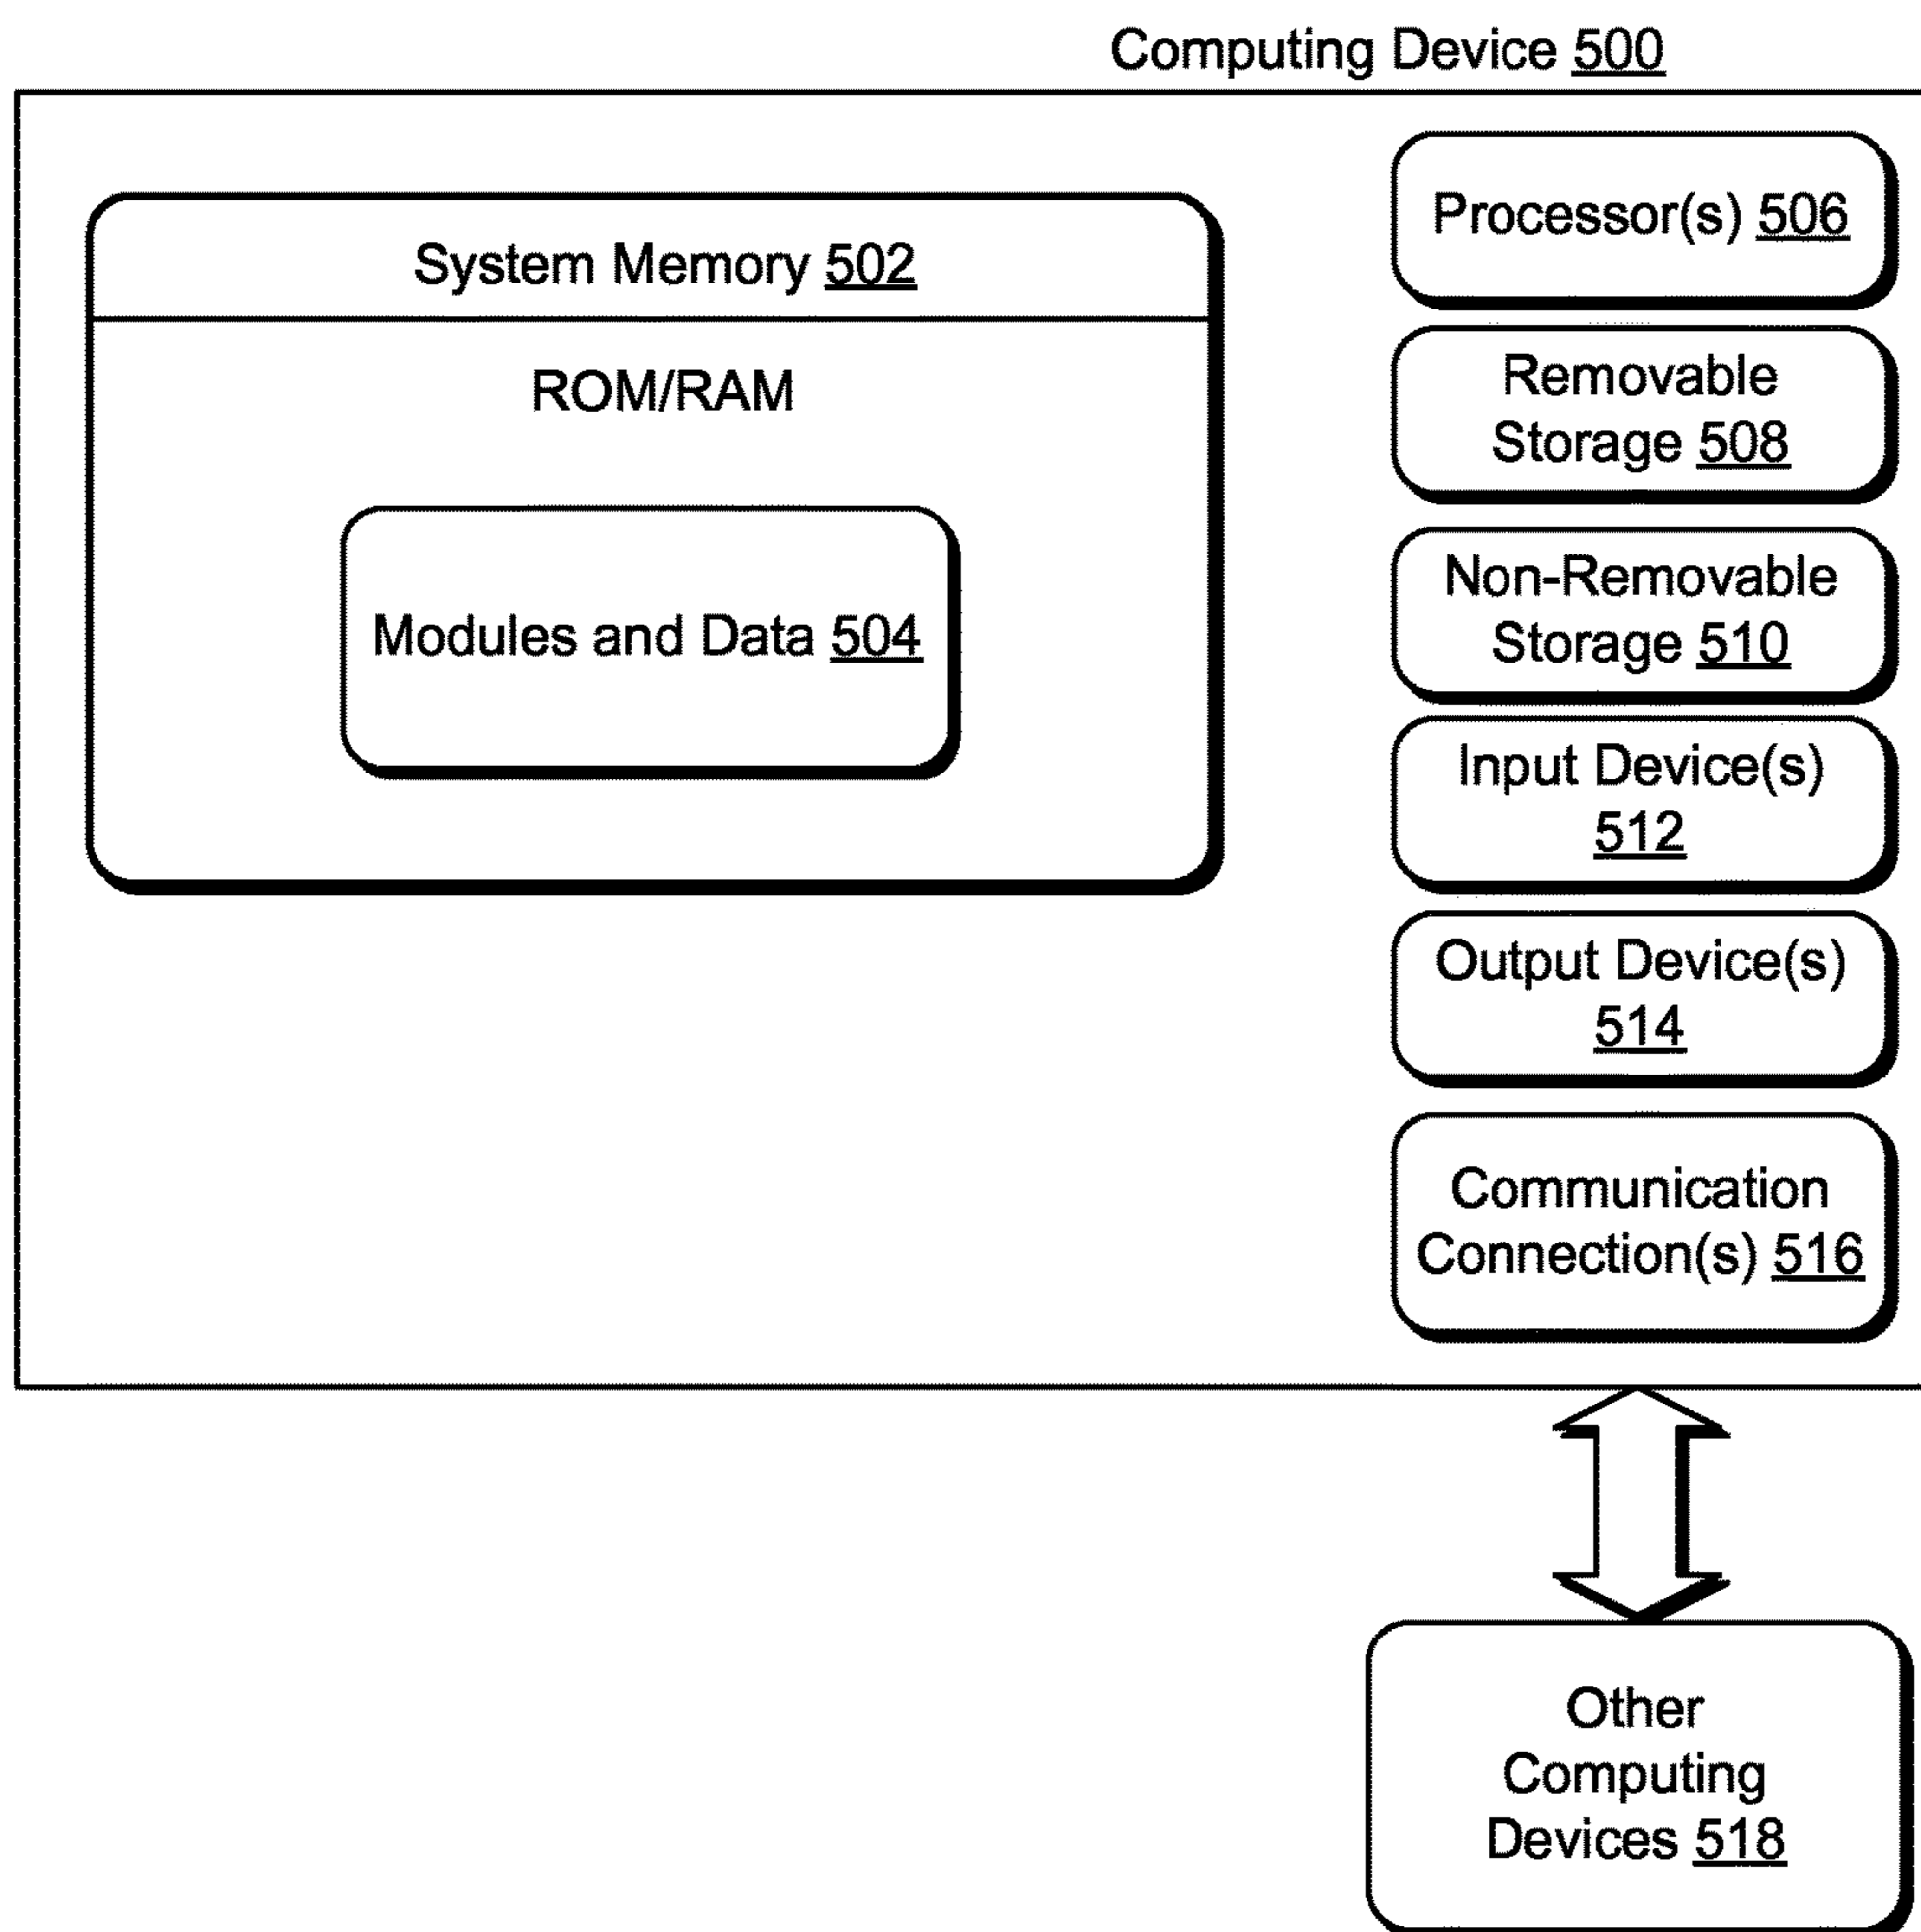 Computing Device 500
System Memory 502
ROM/RAM
Modules and Data 504
Processor(s) 506
Removable
Storage 508
Non-Removable
Storage 510
Input Device(s)
512
Output Device(s)
514
Communication
Connection(s) 516
Other
Computing
Devices 518